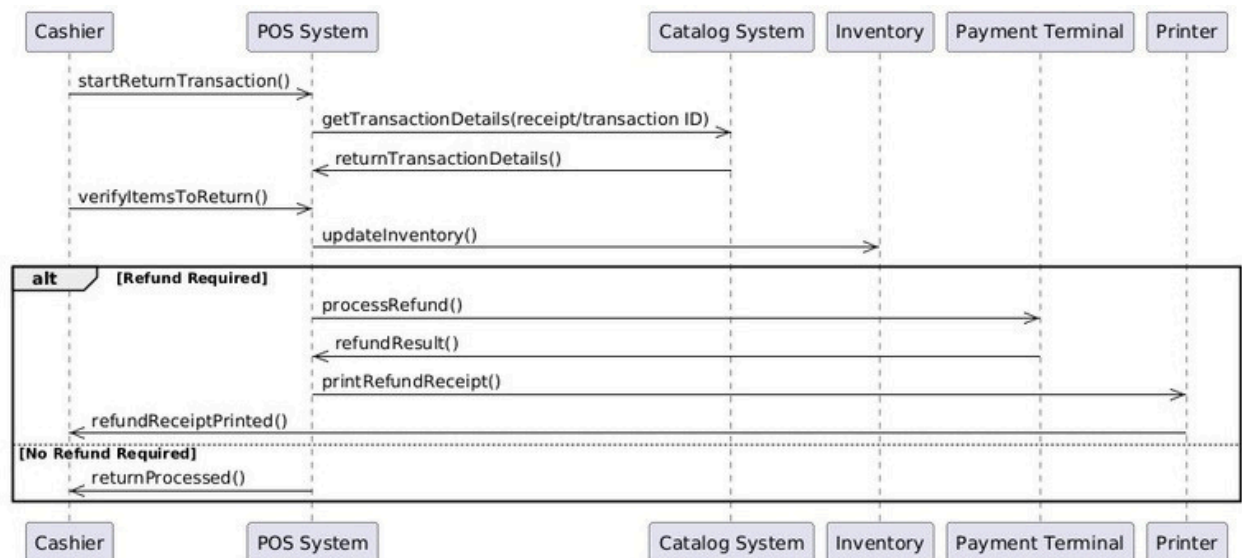 Cashier POS System Catalog System Inventory Payment Terminal Printer
startReturnTransaction()
getTransactionDetails(receipt/transaction ID)
returnTransactionDetails()
verifyItemsToReturn()
updateInventory()
alt [Refund Required]
processRefund()
refundResult()
printRefundReceipt()
refundReceiptPrinted()
[No Refund Required]
returnProcessed()
Cashier POS System Catalog System Inventory Payment Terminal Printer